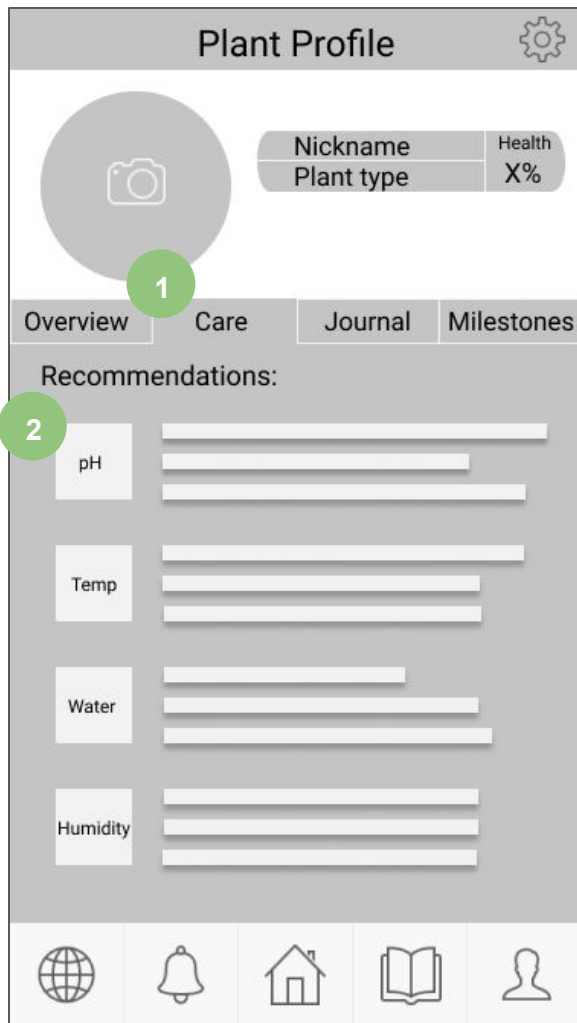 Plant Profile
Nickname
Health
Plant type
X%
1
Overview Care Journal Milestones
Recommendations:
2
pH
Temp
Water
Humidity